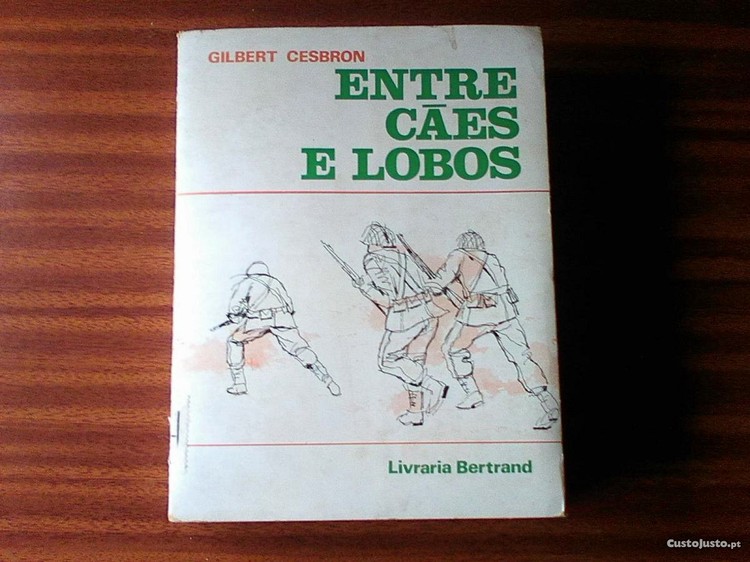 GILBERT CESBRON
ENTRE
CÃES
E LOBOS
Livraria Bertrand
CustoJusto.pt